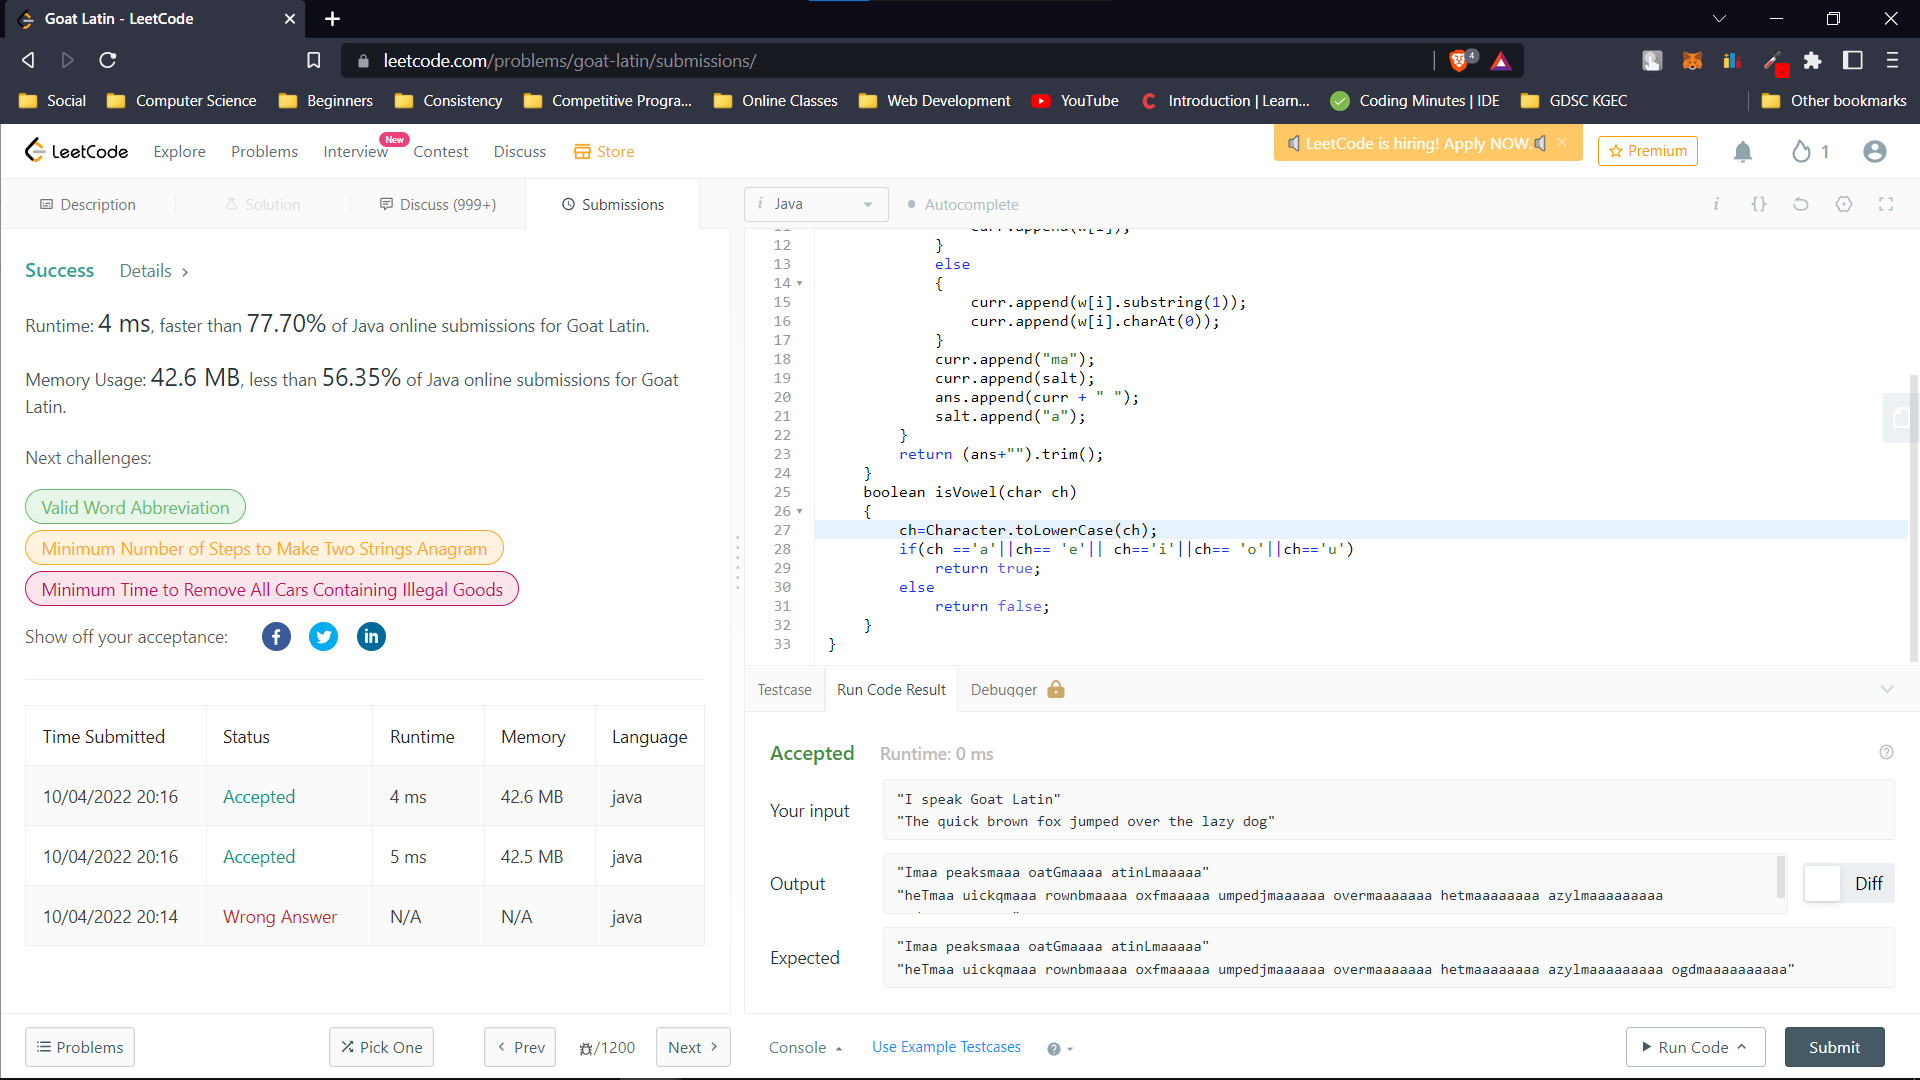 Goat Latin - LeetCode
leetcode.com/problems/goat-latin/submissions/
4
Social Computer Science Beginners Consistency Competitive Progra... Online Classes Web Development YouTube Introduction | Learn... Coding Minutes | IDE GDSC KGEC Other bookmarks
LeetCode Explore Problems Interview New Contest Discuss Store LeetCode is hiring! Apply NOW. Premium 1
Description Solution Discuss (999+) Submissions
Success Details >
Runtime: 4 ms, faster than 77.70% of Java online submissions for Goat Latin.
Memory Usage: 42.6 MB, less than 56.35% of Java online submissions for Goat
Latin.
Next challenges:
Valid Word Abbreviation
Minimum Number of Steps to Make Two Strings Anagram
Minimum Time to Remove All Cars Containing Illegal Goods
Show off your acceptance:
Time Submitted Status Runtime Memory Language
10/04/2022 20:16 Accepted 4 ms 42.6 MB java
10/04/2022 20:16 Accepted 5 ms 42.5 MB java
10/04/2022 20:14 Wrong Answer N/A N/A java
Problems Pick One < Prev /1200 Next >
i Java Autocomplete i {}
12 }
13 else
14 {
15 curr.append(w[i].substring(1));
16 curr.append(w[i].charAt(0));
17 }
18 curr.append("ma");
19 curr.append(salt);
20 ans.append(curr + " ");
21 salt.append("a");
22 }
23 return (ans+"").trim();
24 }
25 boolean isVowel(char ch)
26 {
27 ch=Character.toLowerCase(ch);
28 if(ch =='a'||ch== 'e'|| ch=='i'||ch== 'o'||ch=='u')
29 return true;
30 else
31 return false;
32 }
33 }
Testcase Run Code Result Debugger
Accepted Runtime: 0 ms
Your input
"I speak Goat Latin"
"The quick brown fox jumped over the lazy dog"
Output
"Imaa peaksmaaa oatGmaaaa atinLmaaaaa"
"heTmaa uickqmaaa rownbmaaaa oxfmaaaaa umpedjmaaaaaa overmaaaaaaa hetmaaaaaaaa azylmaaaaaaaaa
Diff
Expected
"Imaa peaksmaaa oatGmaaaa atinLmaaaaa"
"heTmaa uickqmaaa rownbmaaaa oxfmaaaaa umpedjmaaaaaa overmaaaaaaa hetmaaaaaaaa azylmaaaaaaaaa ogdmaaaaaaaaaa"
Console Use Example Testcases Run Code Submit